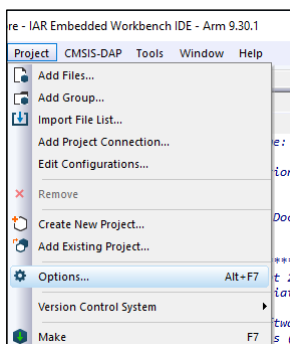 re - IAR Embedded Workbench IDE - Arm 9.30.1
Project CMSIS-DAP Tools Window Help
Add Files...
Add Group...
Import File List...
Add Project Connection...
Edit Configurations...
Remove
Create New Project...
Add Existing Project...
Options... Alt+F7
Version Control System
Make F7